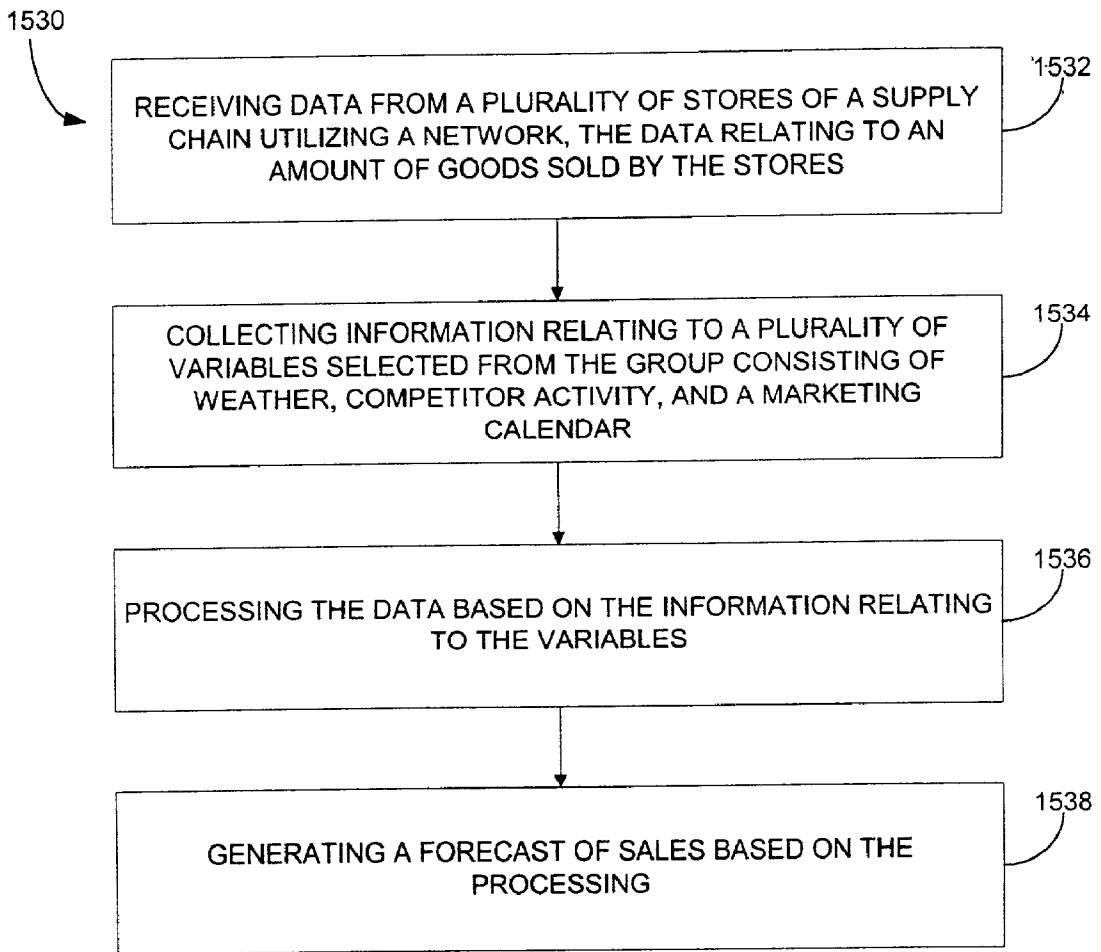 1530
1532
RECEIVING DATA FROM A PLURALITY OF STORES OF A SUPPLY
CHAIN UTILIZING A NETWORK, THE DATA RELATING TO AN
AMOUNT OF GOODS SOLD BY THE STORES
1534
COLLECTING INFORMATION RELATING TO A PLURALITY OF
VARIABLES SELECTED FROM THE GROUP CONSISTING OF
WEATHER, COMPETITOR ACTIVITY, AND A MARKETING
CALENDAR
1536
PROCESSING THE DATA BASED ON THE INFORMATION RELATING
TO THE VARIABLES
1538
GENERATING A FORECAST OF SALES BASED ON THE
PROCESSING